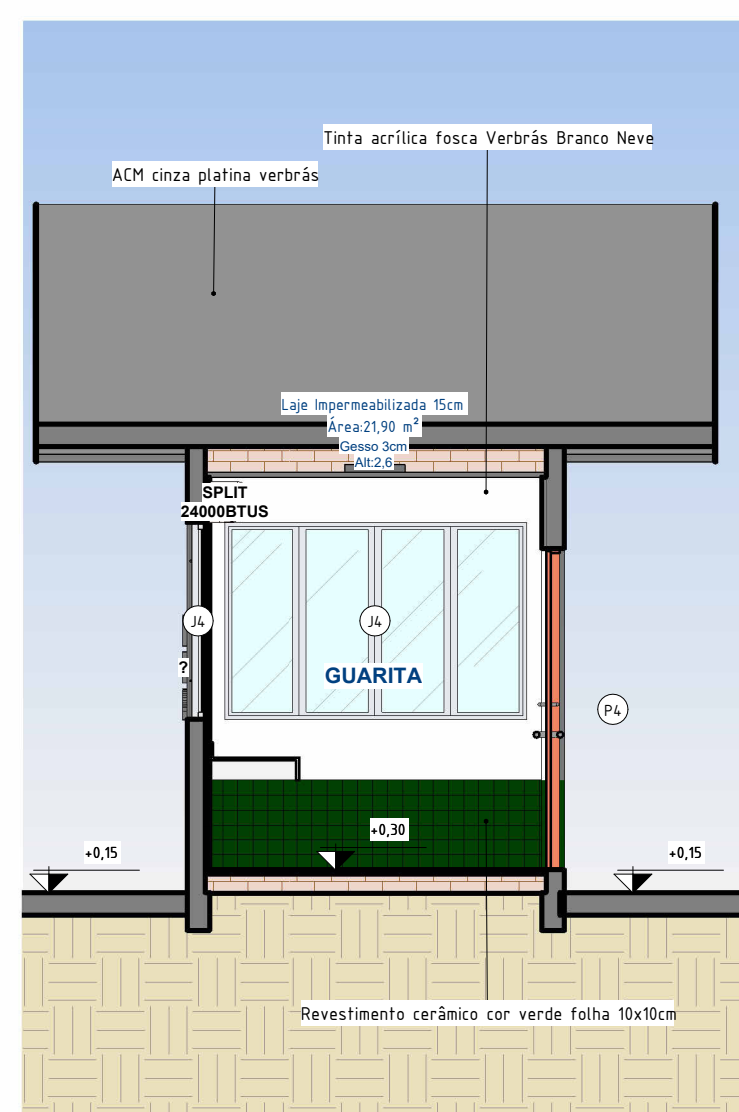 Tinta acrílica fosca Verbrás Branco Neve
ACM cinza platina verbrás
Laje Impermeabilizada 15cm
Área:21,90 m²
Gesso 3cm
Alt:2,6
SPLIT
24000BTUS
J4
J4
?
GUARITA
P4
+0,30
+0,15
+0,15
Revestimento cerâmico cor verde folha 10x10cm